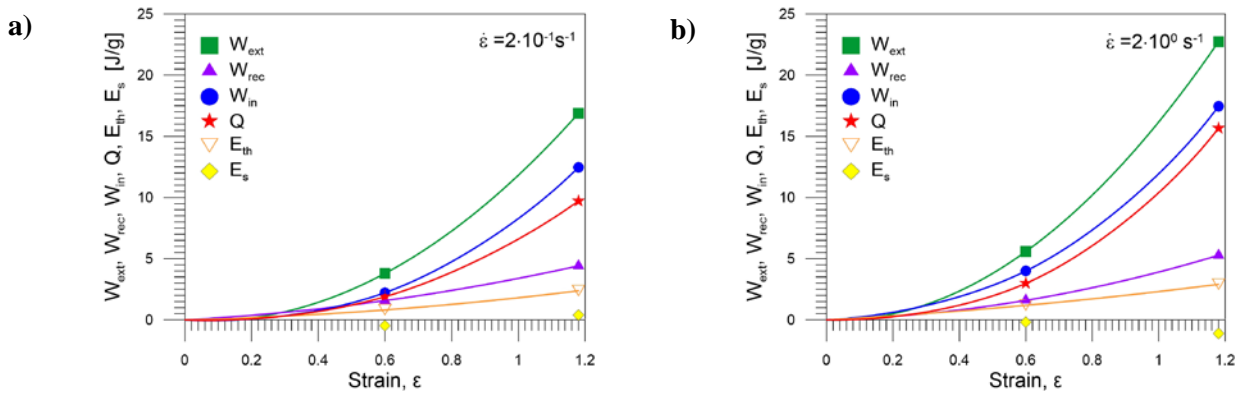 a)
W_ext, W_rec, W_in, Q, E_th, E_s [J/g]
25
20
15
10
5
0
ε̇ =2·10⁻¹s⁻¹
W_ext
W_rec
W_in
Q
E_th
E_s
0 0.2 0.4 0.6 0.8 1 1.2
Strain, ε
b)
W_ext, W_rec, W_in, Q, E_th, E_s [J/g]
25
20
15
10
5
0
ε̇ =2·10⁰ s⁻¹
W_ext
W_rec
W_in
Q
E_th
E_s
0 0.2 0.4 0.6 0.8 1 1.2
Strain, ε